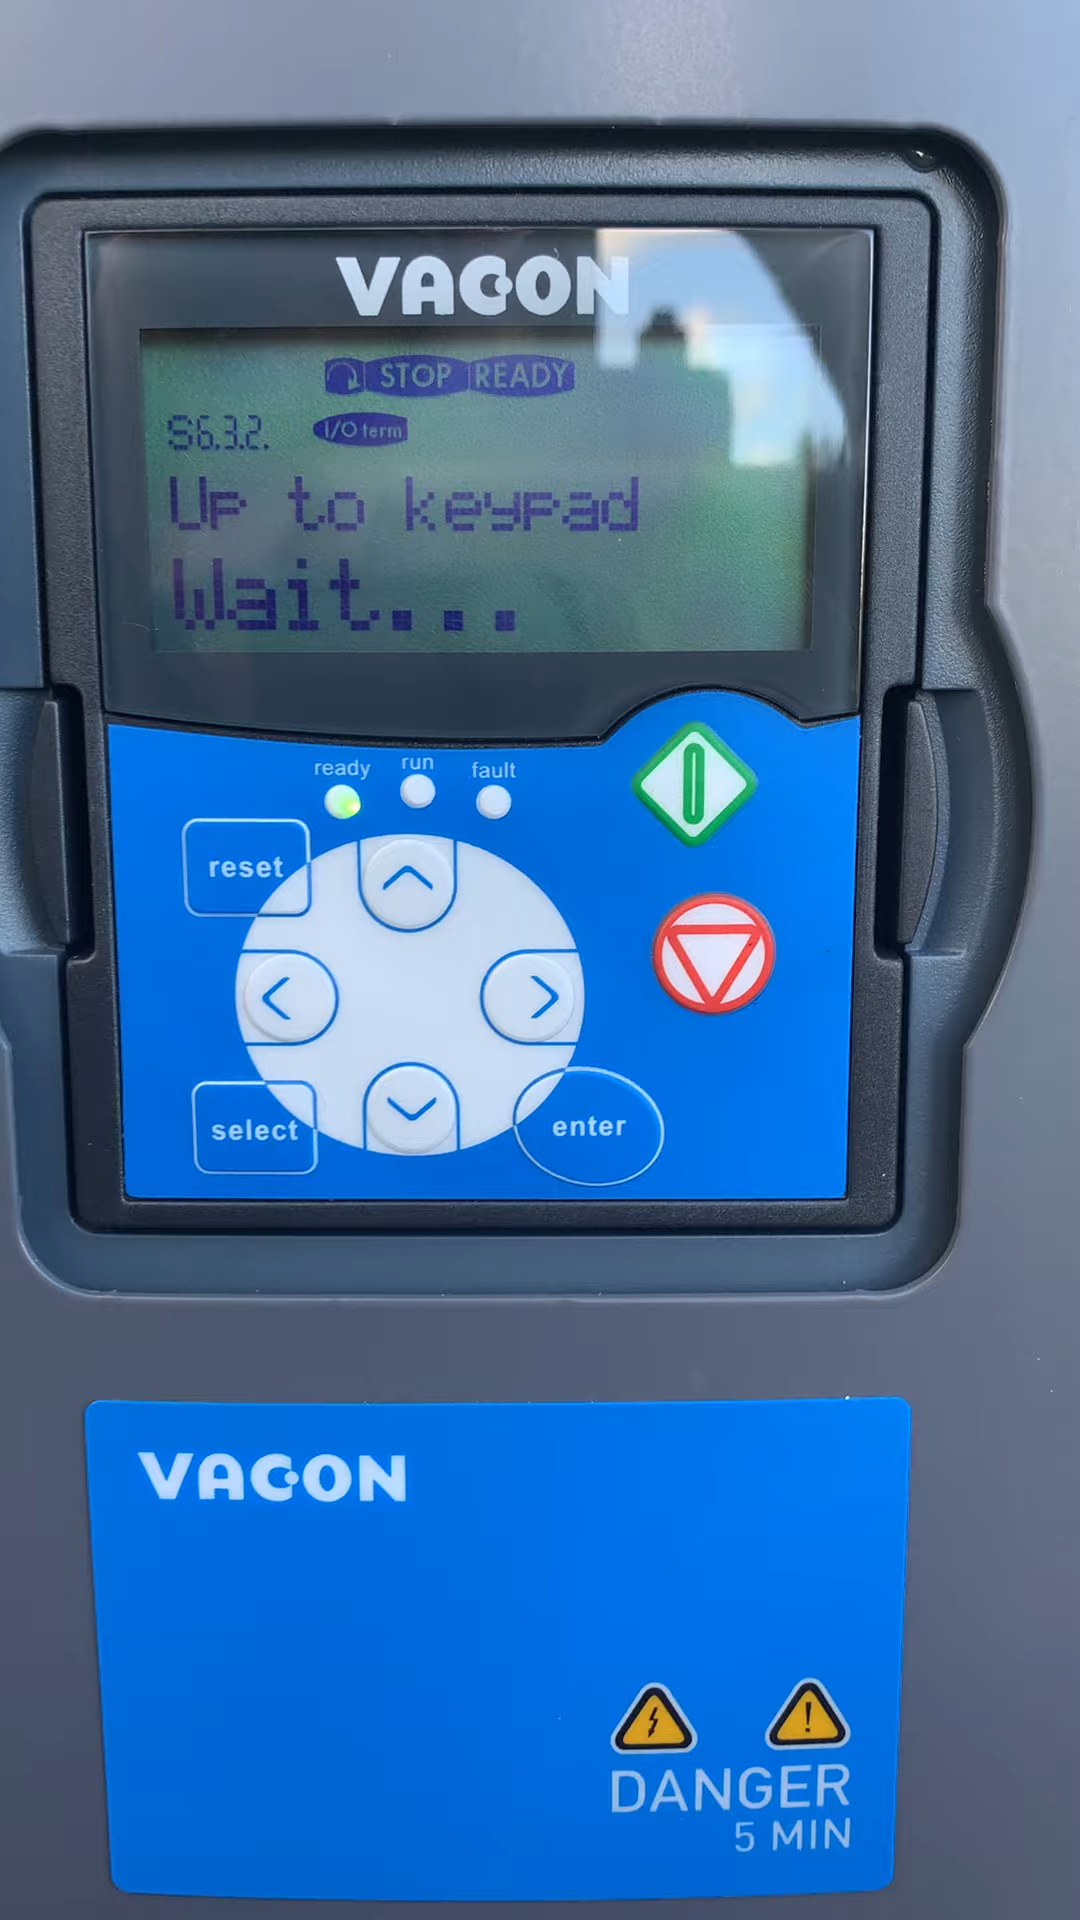 VACON
STOP READY
S6.3.2. I/O term
Up to keypad
Wait...
ready run fault
reset
select
enter
VACON
DANGER
5 MIN